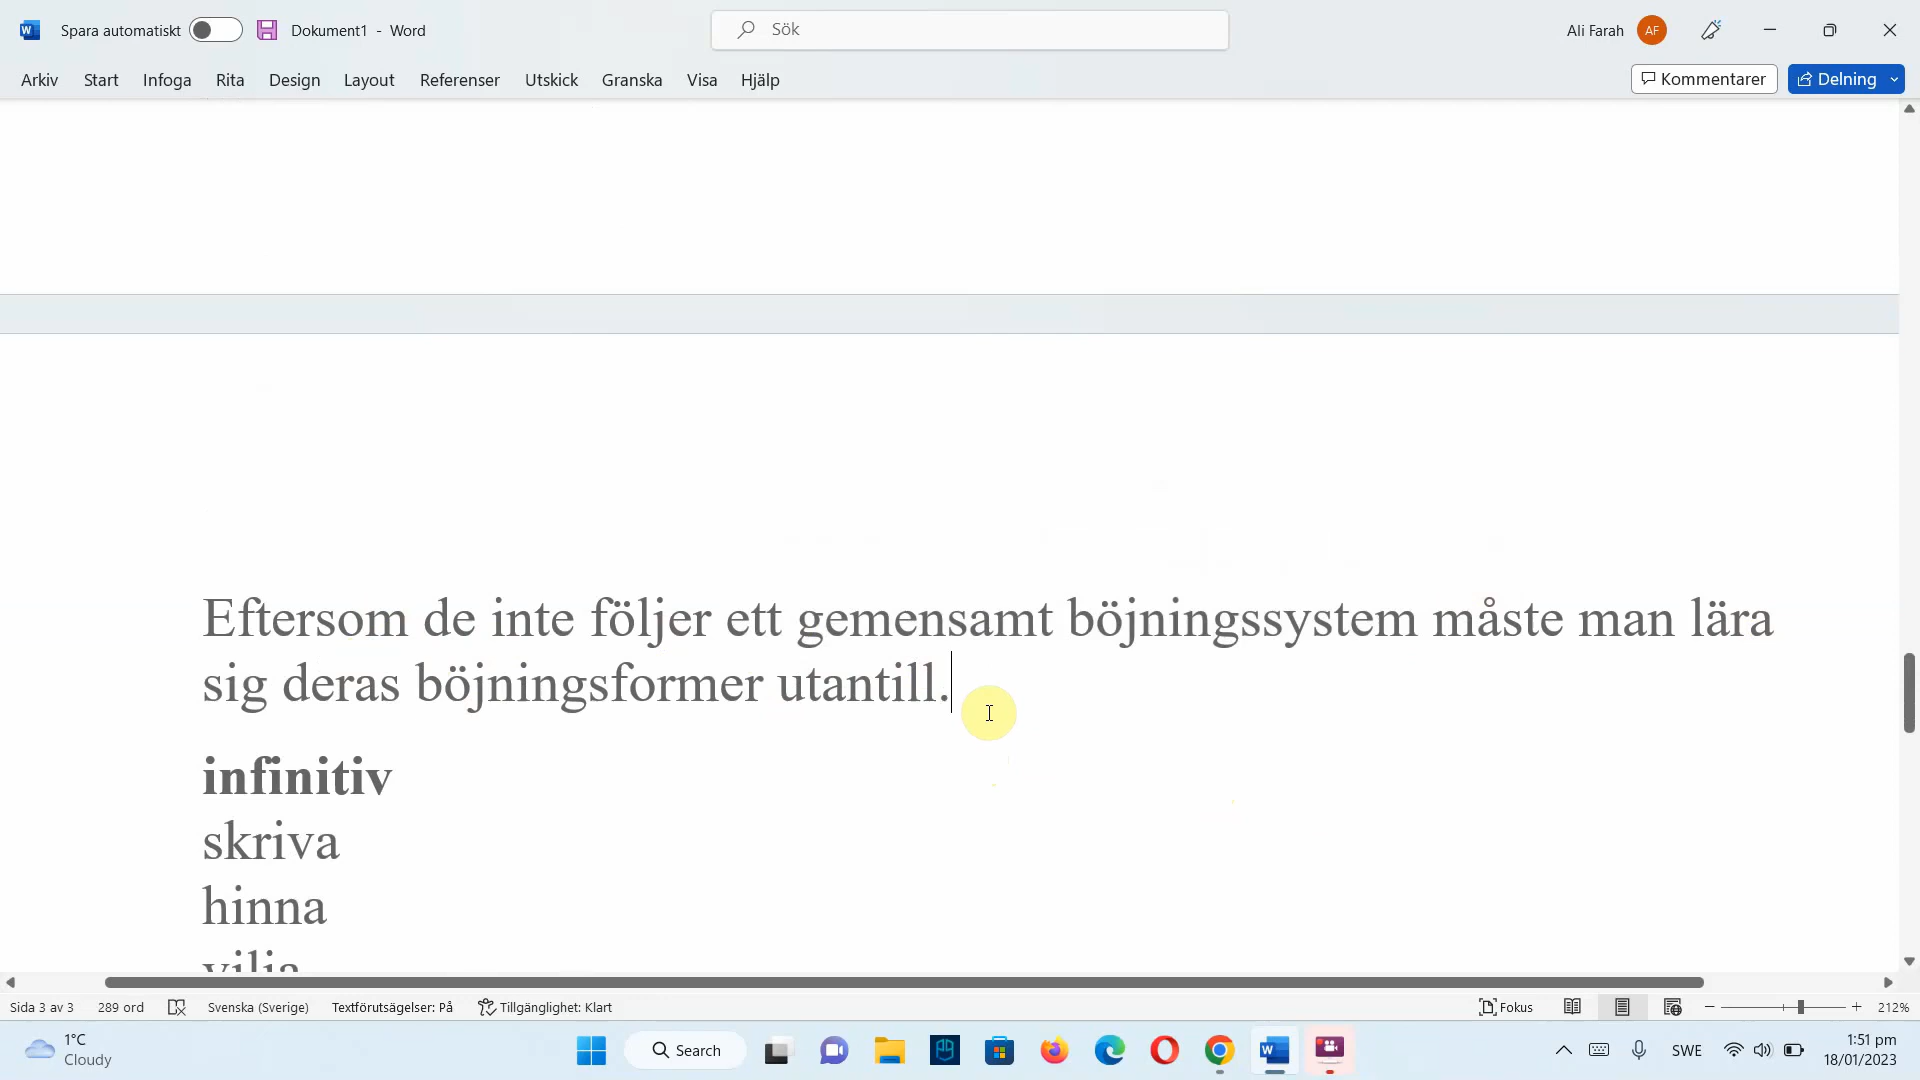 Spara automatiskt
Dokument1 - Word
Sök
Ali Farah
AF
Arkiv
Start
Infoga
Rita
Design
Layout
Referenser
Utskick
Granska
Visa
Hjälp
Kommentarer
Delning
Eftersom de inte följer ett gemensamt böjningssystem måste man lära
sig deras böjningsformer utantill.
infinitiv
skriva
hinna
vilja
Sida 3 av 3
289 ord
Svenska (Sverige)
Textförutsägelser: På
Tillgänglighet: Klart
Fokus
212%
1°C
Cloudy
Search
SWE
1:51 pm
18/01/2023